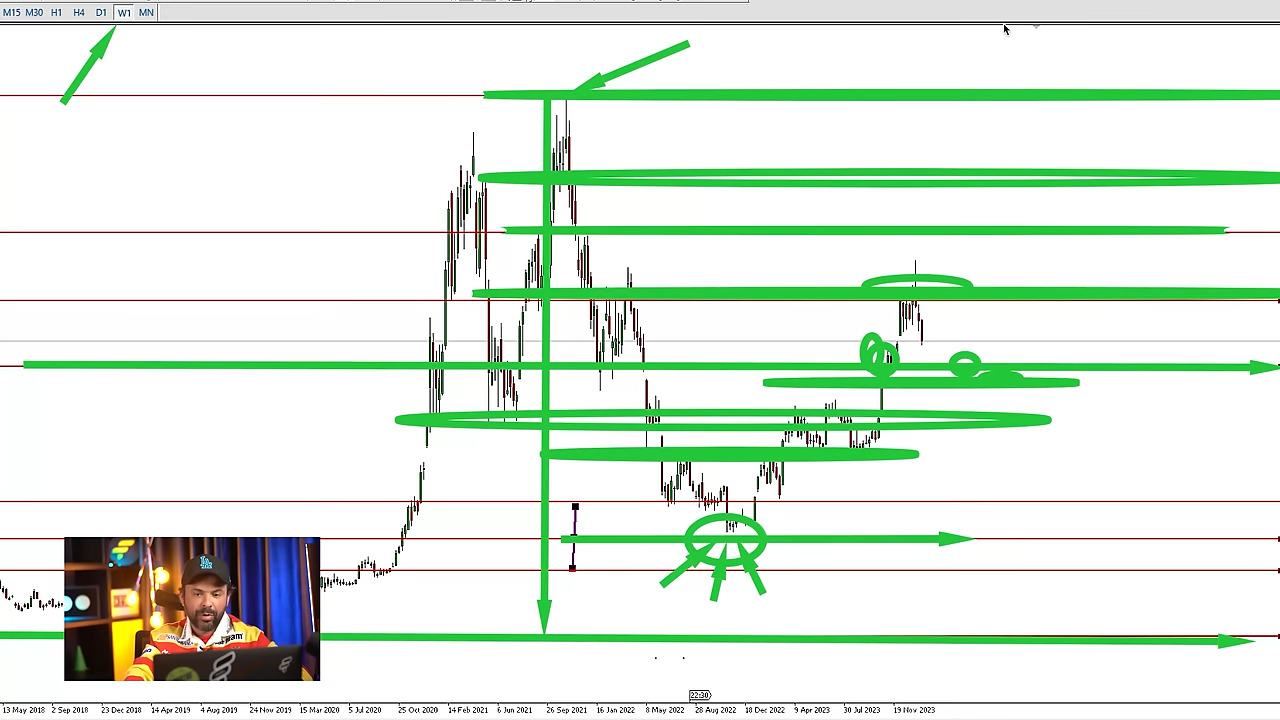 M15 M30 H1 H4 D1 W1 MN
LA
22:30
13 May 2018 2 Sep 2018 23 Dec 2018 14 Apr 2019 4 Aug 2019 24 Nov 2019 15 Mar 2020 5 Jul 2020 25 Oct 2020 14 Feb 2021 6 Jun 2021 26 Sep 2021 16 Jan 2022 8 May 2022 28 Aug 2022 18 Dec 2022 9 Apr 2023 30 Jul 2023 19 Nov 2023